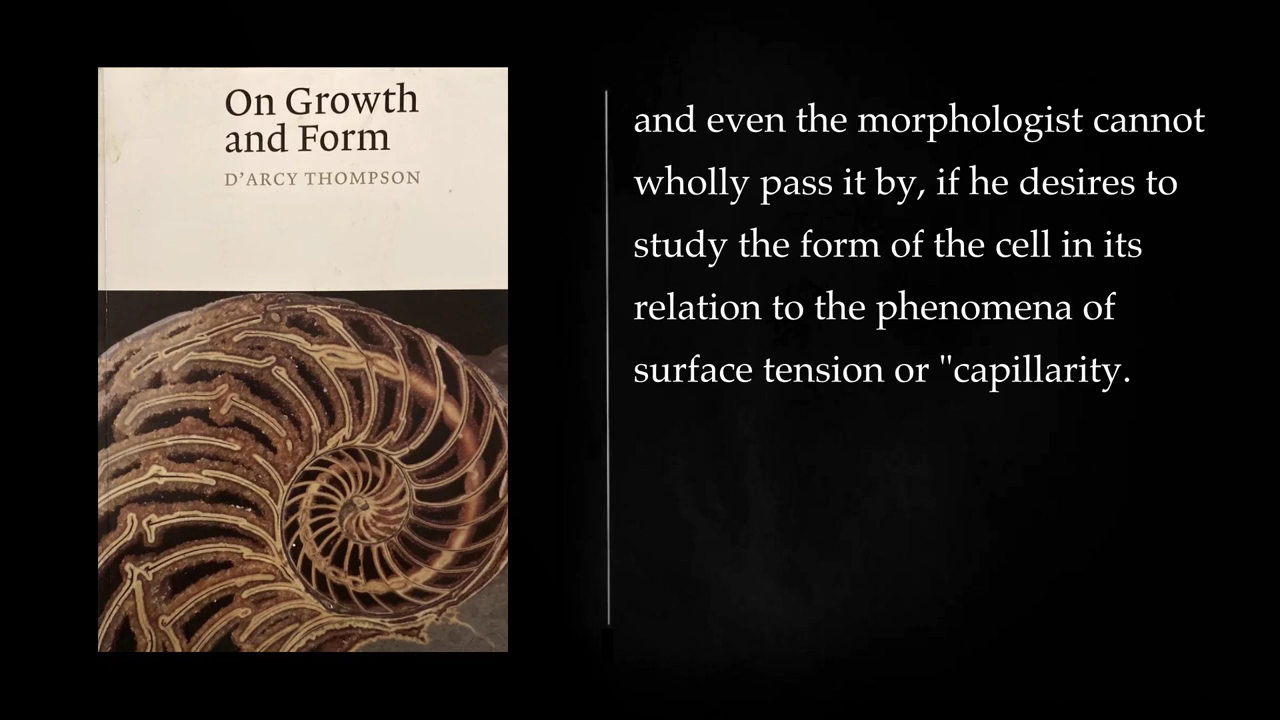 On Growth
and Form
D'ARCY THOMPSON
and even the morphologist cannot
wholly pass it by, if he desires to
study the form of the cell in its
relation to the phenomena of
surface tension or "capillarity.